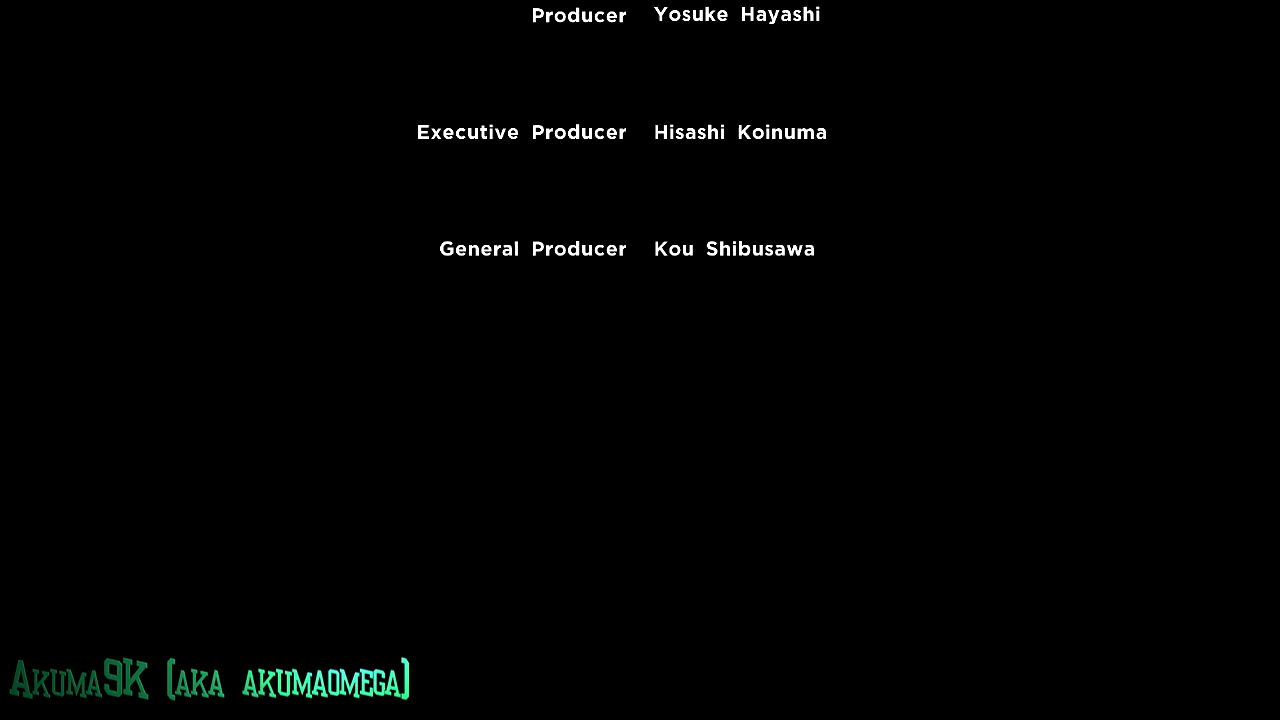 Producer Yosuke Hayashi
Executive Producer Hisashi Koinuma
General Producer Kou Shibusawa
Akuma9K (aka akumaomega)